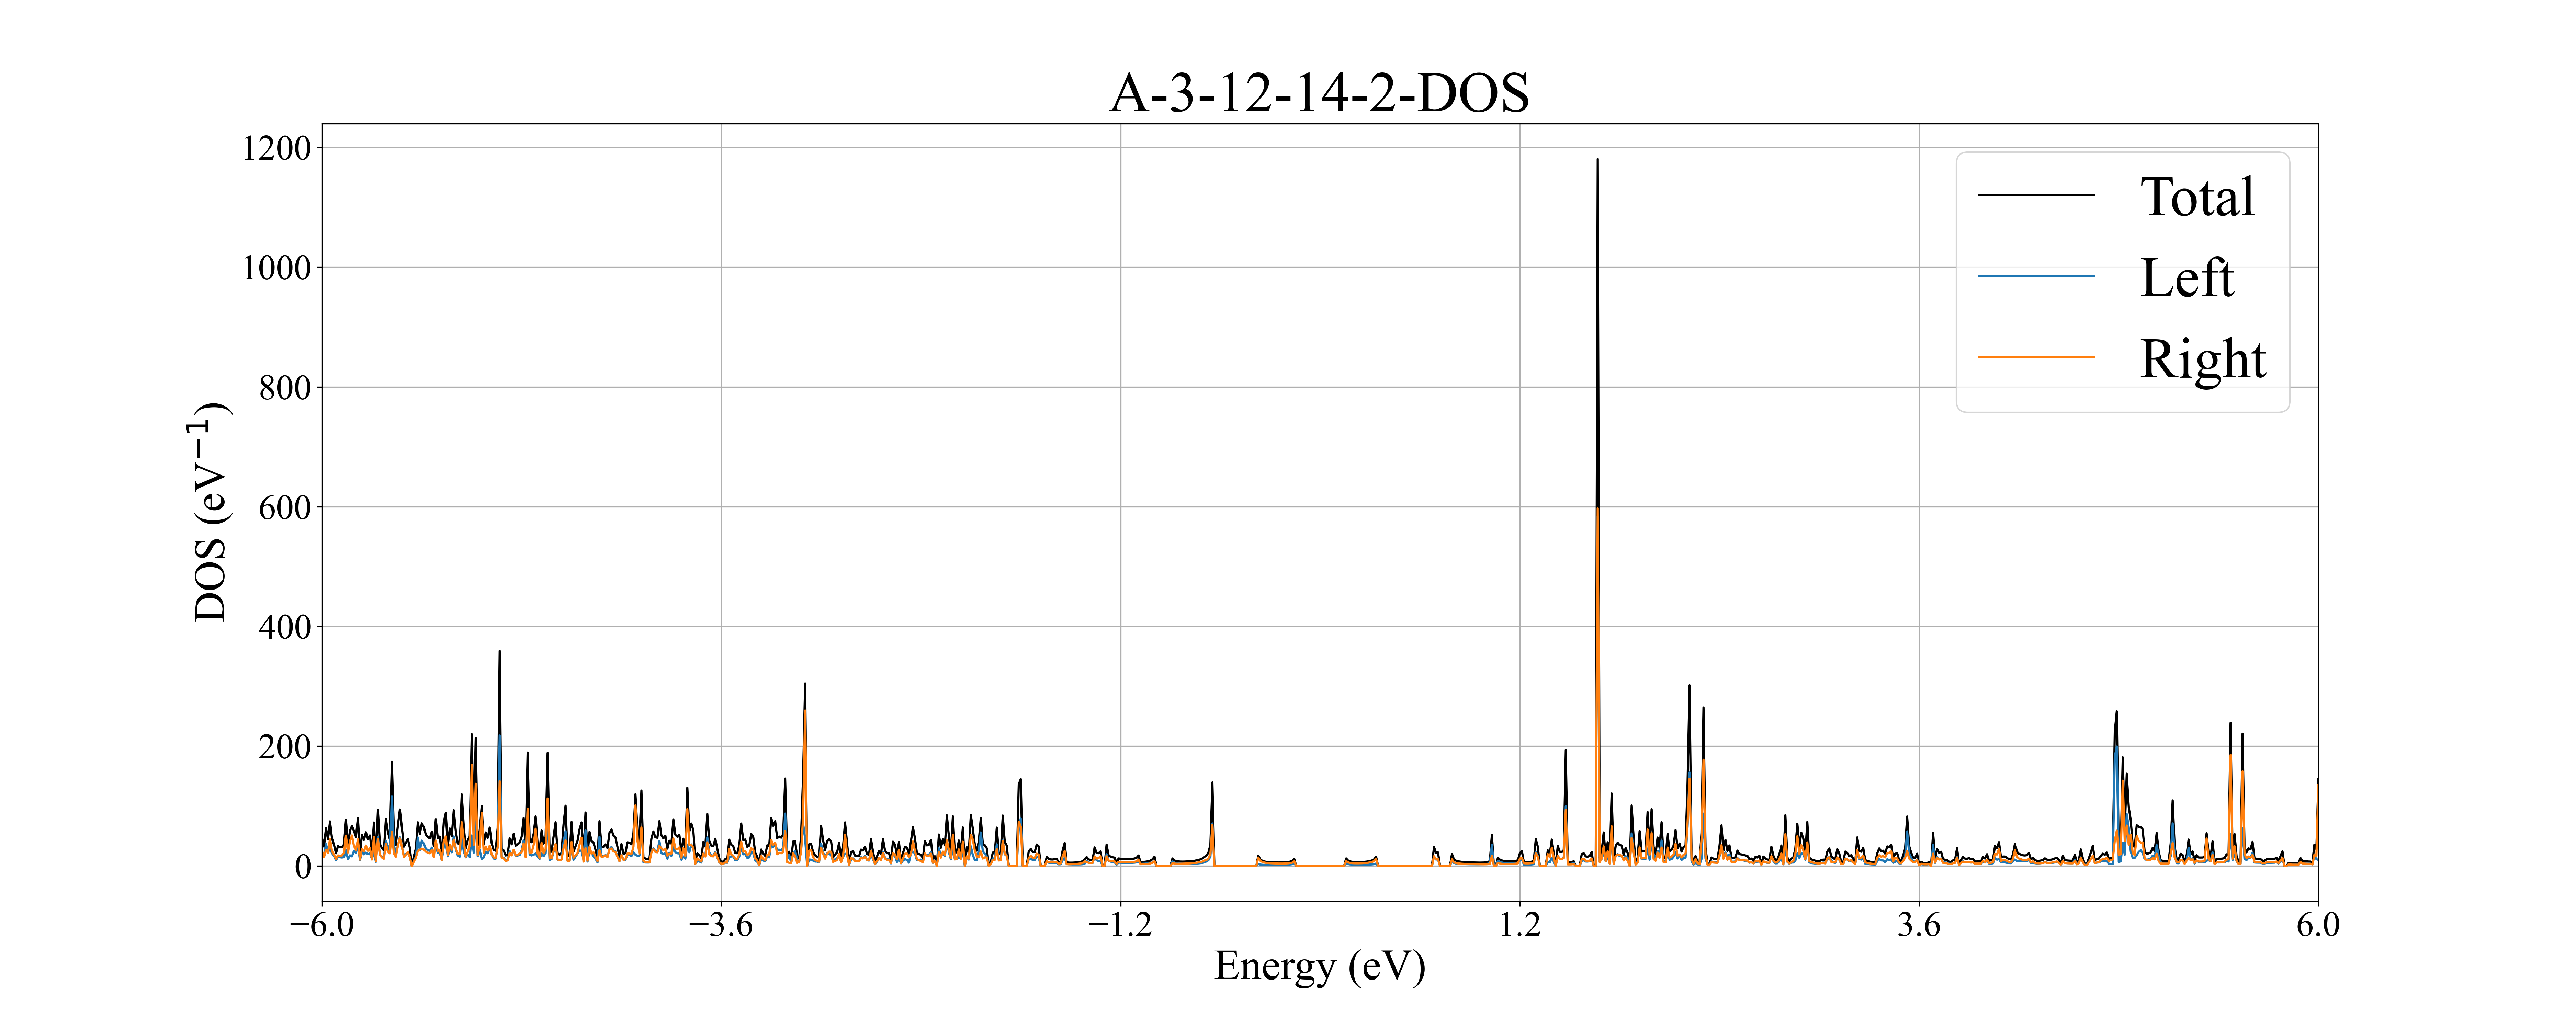 A-3-12-14-2-DOS
1200
1000
800
600
400
200
0
DOS (eV⁻¹)
Total
Left
Right
−6.0 −3.6 −1.2 1.2 3.6 6.0
Energy (eV)